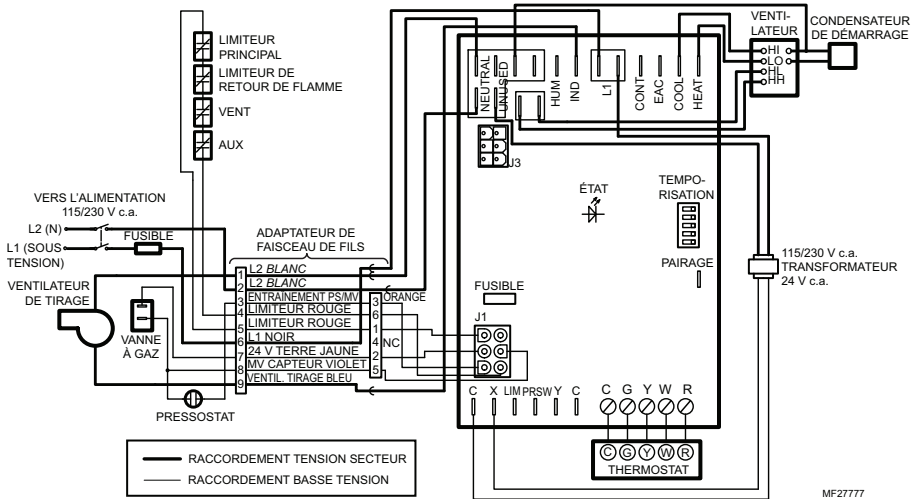 LIMITEUR
PRINCIPAL
LIMITEUR DE
RETOUR DE FLAMME
VENT
AUX
VERS L'ALIMENTATION
115/230 V c.a.
L2 (N)
L1 (SOUS
TENSION)
FUSIBLE
VENTILATEUR
DE TIRAGE
VANNE
À GAZ
PRESSOSTAT
ADAPTATEUR DE
FAISCEAU DE FILS
1 L2 BLANC
2 L2 BLANC
3 ENTRAÎNEMENT PS/MV 3 ORANGE
4 LIMITEUR ROUGE 6
5 LIMITEUR ROUGE 1
6 L1 NOIR 4 NC
7 24 V TERRE JAUNE 2
8 MV CAPTEUR VIOLET 5
9 VENTIL. TIRAGE BLEU
NEUTRAL
UNUSED
HUM
IND
L1
CONT
EAC
COOL
HEAT
J3
ÉTAT
TEMPO-
RISATION
PAIRAGE
FUSIBLE
J1
C X LIM PRSW Y C
C G Y W R
C G Y W R
THERMOSTAT
VENTI-
LATEUR
HI
LO
HL
HH
CONDENSATEUR
DE DÉMARRAGE
115/230 V c.a.
TRANSFORMATEUR
24 V c.a.
RACCORDEMENT TENSION SECTEUR
RACCORDEMENT BASSE TENSION
MF27777